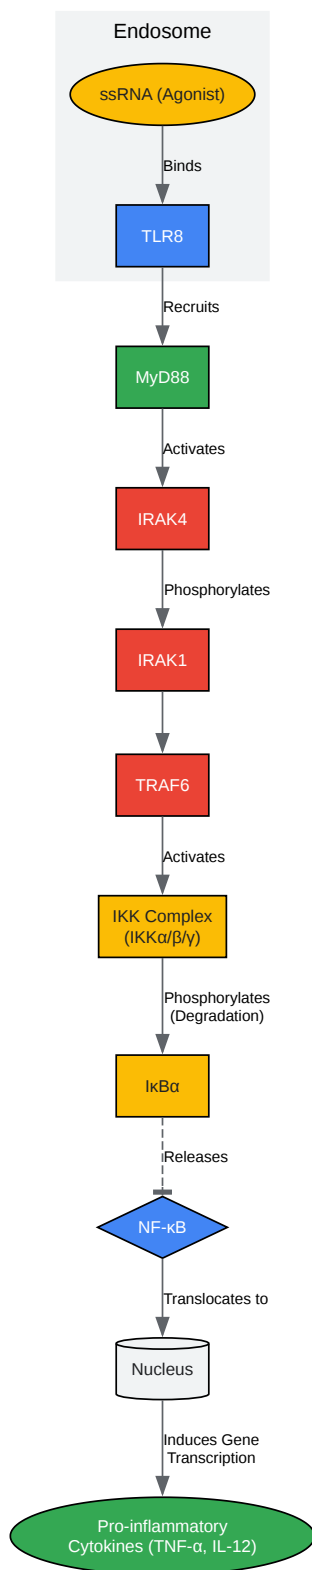 Endosome
ssRNA (Agonist)
Binds
TLR8
Recruits
MyD88
Activates
IRAK4
Phosphorylates
IRAK1
TRAF6
Activates
IKK Complex
(IKKα/β/γ)
Phosphorylates
(Degradation)
IκBα
Releases
NF-κB
Translocates to
Nucleus
Induces Gene
Transcription
Pro-inflammatory
Cytokines (TNF-α, IL-12)